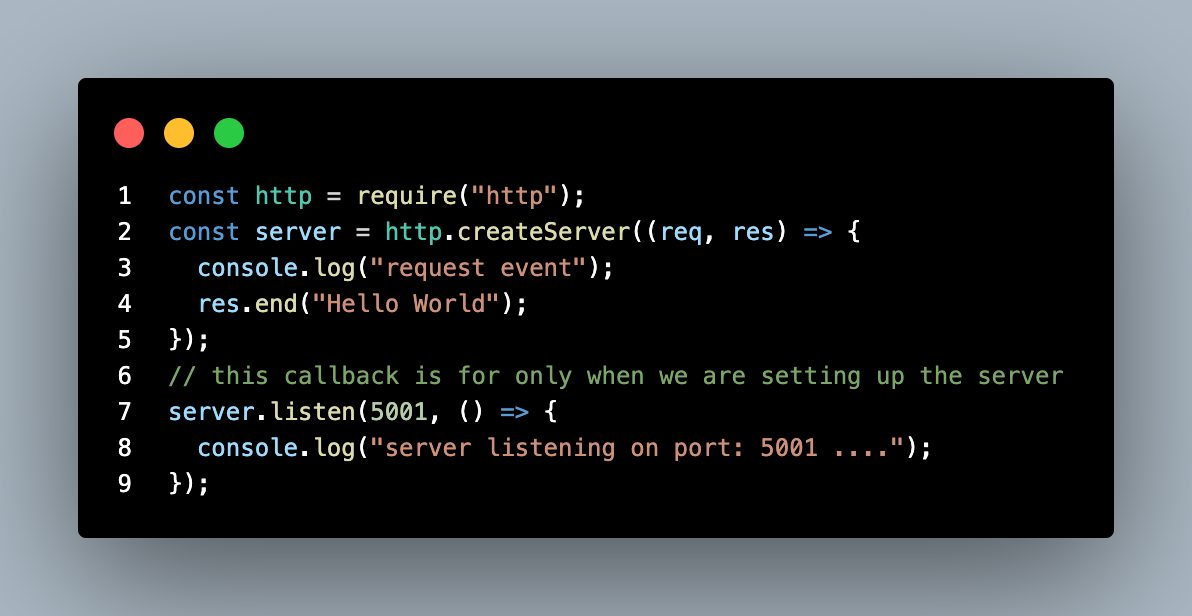 1 const http = require("http");
2 const server = http.createServer((req, res) => {
3   console.log("request event");
4   res.end("Hello World");
5 });
6 // this callback is for only when we are setting up the server
7 server.listen(5001, () => {
8   console.log("server listening on port: 5001 ....");
9 });